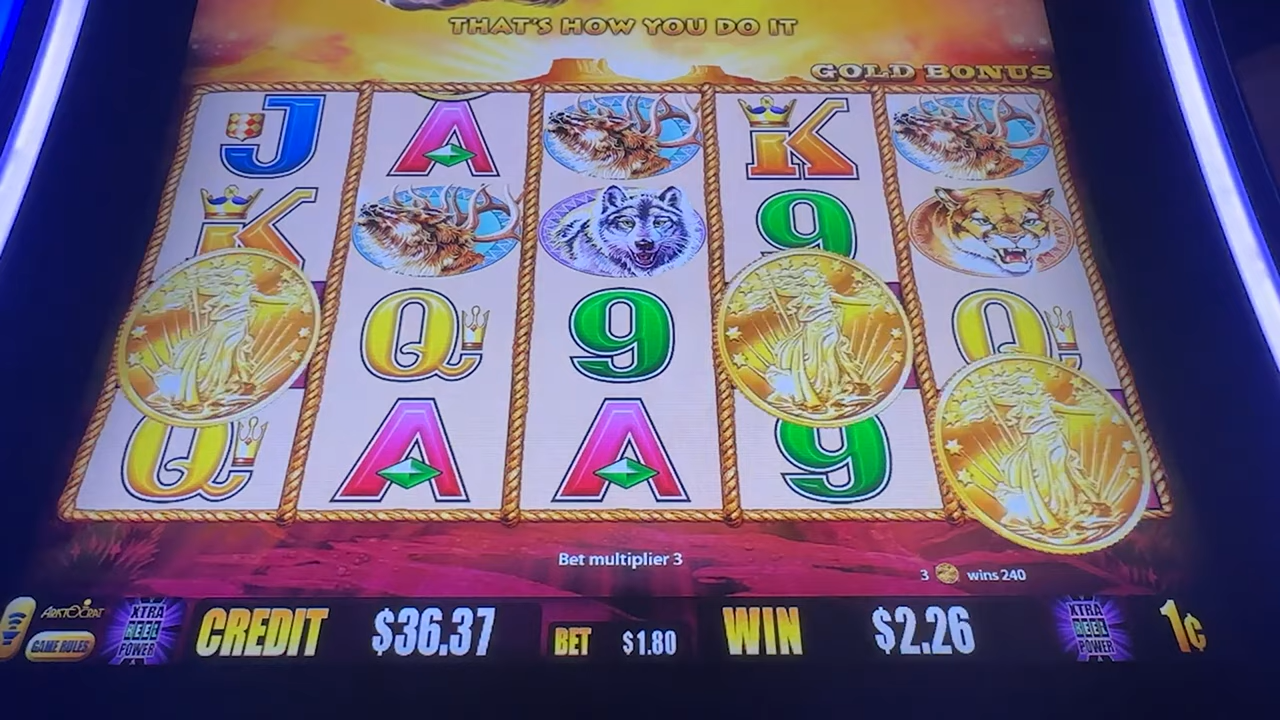 THAT'S HOW YOU DO IT
GOLD BONUS
J A K
K 9
Q 9 Q
Q A A 9
Bet multiplier 3
3 wins 240
ARISTOCRAT
GAME RULES
XTRA
REEL
POWER
CREDIT $36.37
BET $1.80
WIN $2.26
XTRA
REEL
POWER
1¢